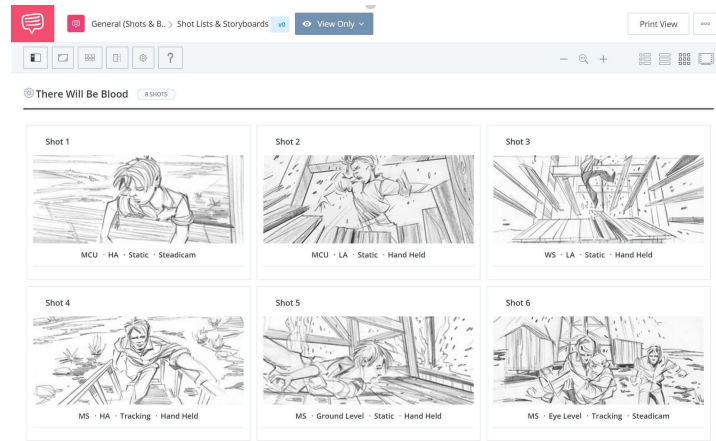 General (Shots & B.. > Shot Lists & Storyboards v0 View Only Print View
?
There Will Be Blood 8 SHOTS
Shot 1 Shot 2 Shot 3
MCU · HA · Static · Steadicam MCU · LA · Static · Hand Held WS · LA · Static · Hand Held
Shot 4 Shot 5 Shot 6
MS · HA · Tracking · Hand Held MS · Ground Level · Static · Hand Held MS · Eye Level · Tracking · Steadicam